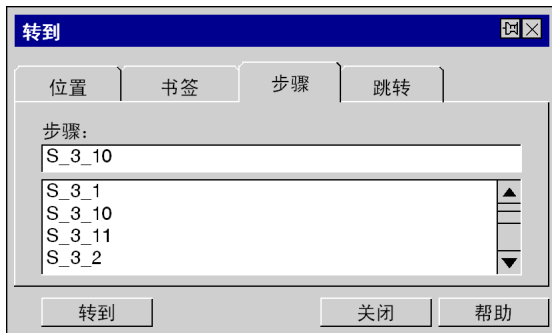 转到
位置 书签 步骤 跳转
步骤:
S_3_10
S_3_1
S_3_10
S_3_11
S_3_2
转到 关闭 帮助